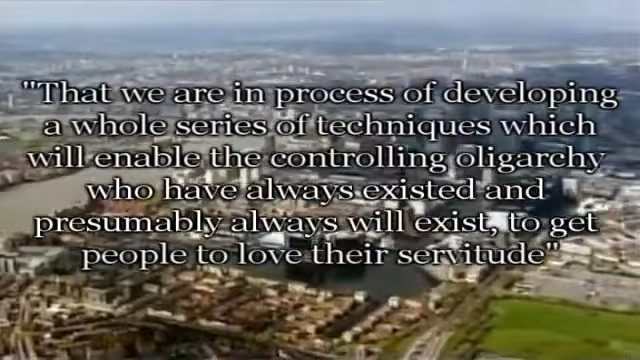 "That we are in process of developing
a whole series of techniques which
will enable the controlling oligarchy
who have always existed and
presumably always will exist, to get
people to love their servitude"